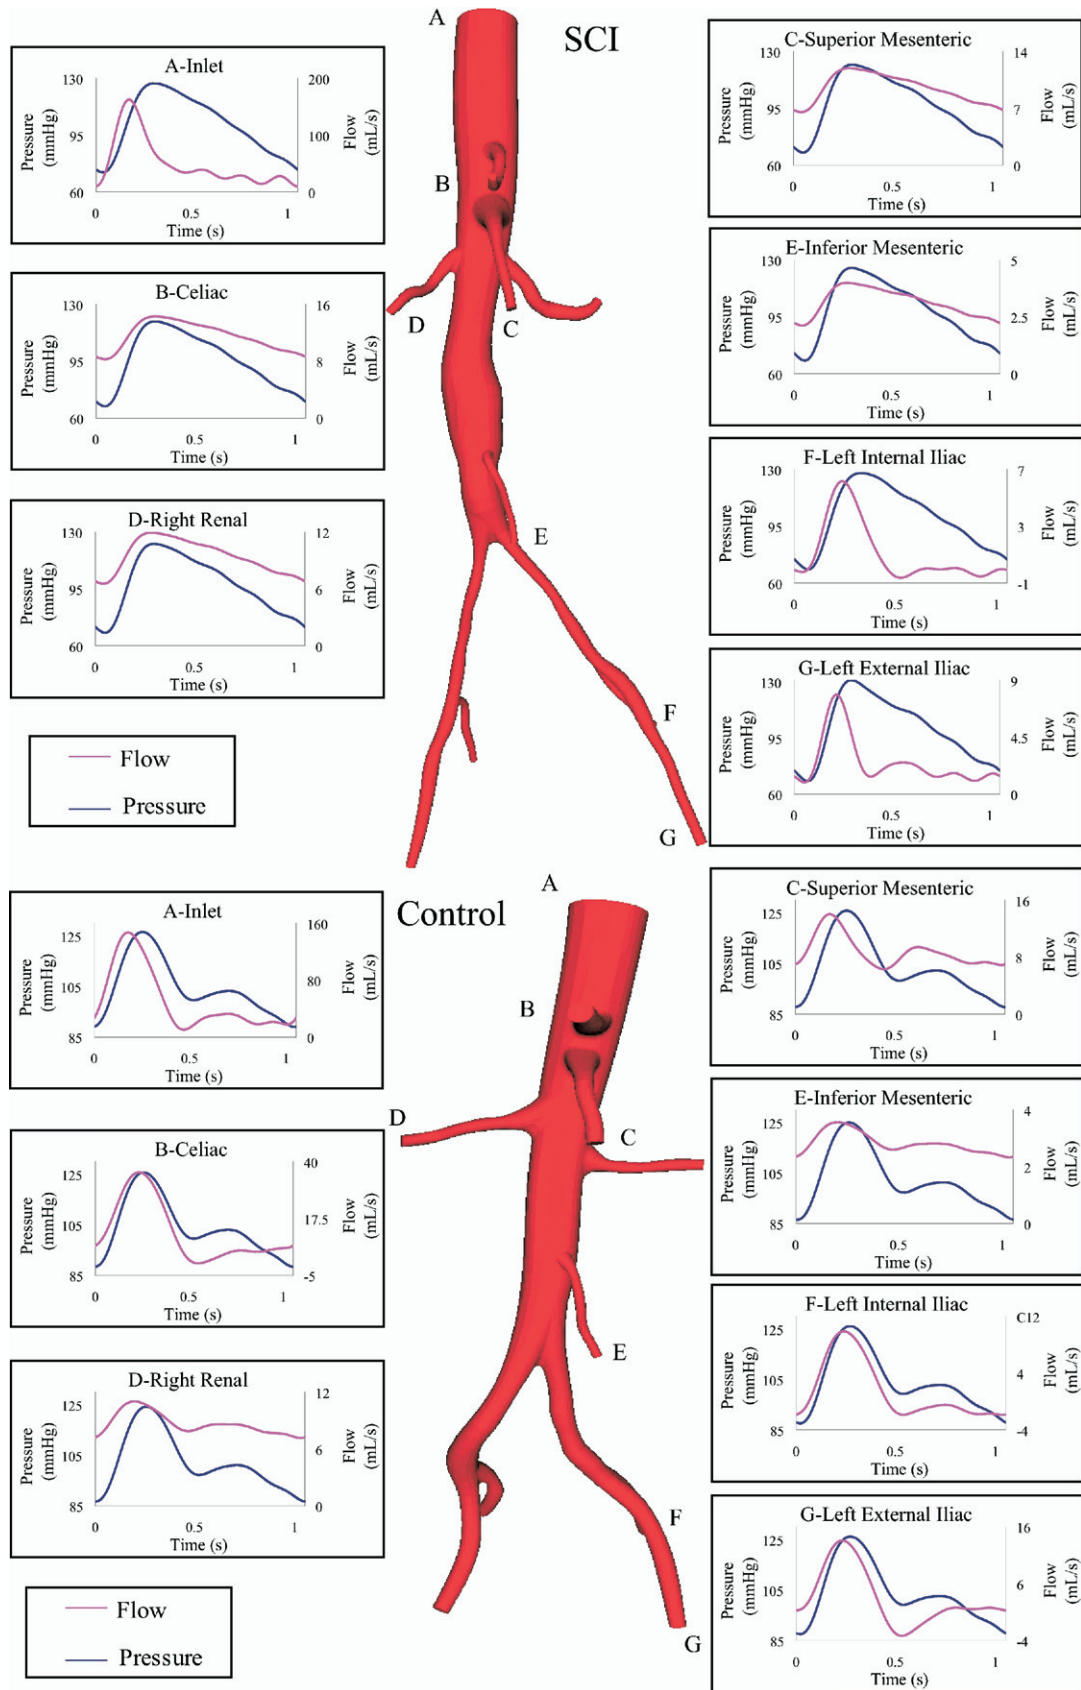 A
SCI
A-Inlet
130
95
60
Pressure
(mmHg)
200
100
0
Flow
(mL/s)
0
0.5
1
Time (s)
B
B-Celiac
130
95
60
Pressure
(mmHg)
16
8
0
Flow
(mL/s)
0
0.5
1
Time (s)
D
C
D-Right Renal
130
95
60
Pressure
(mmHg)
12
6
0
Flow
(mL/s)
0
0.5
1
Time (s)
E
F
G
Flow
Pressure
C-Superior Mesenteric
130
95
60
Pressure
(mmHg)
14
7
0
Flow
(mL/s)
0
0.5
1
Time (s)
E-Inferior Mesenteric
130
95
60
Pressure
(mmHg)
5
2.5
0
Flow
(mL/s)
0
0.5
1
Time (s)
F-Left Internal Iliac
130
95
60
Pressure
(mmHg)
7
3
-1
Flow
(mL/s)
0
0.5
1
Time (s)
G-Left External Iliac
130
95
60
Pressure
(mmHg)
9
4.5
0
Flow
(mL/s)
0
0.5
1
Time (s)
A
Control
A-Inlet
125
105
85
Pressure
(mmHg)
160
80
0
Flow
(mL/s)
0
0.5
1
Time (s)
B
B-Celiac
125
105
85
Pressure
(mmHg)
40
17.5
-5
Flow
(mL/s)
0
0.5
1
Time (s)
D
C
D-Right Renal
125
105
85
Pressure
(mmHg)
12
6
0
Flow
(mL/s)
0
0.5
1
Time (s)
E
F
G
Flow
Pressure
C-Superior Mesenteric
125
105
85
Pressure
(mmHg)
16
8
0
Flow
(mL/s)
0
0.5
1
Time (s)
E-Inferior Mesenteric
125
105
85
Pressure
(mmHg)
4
2
0
Flow
(mL/s)
0
0.5
1
Time (s)
F-Left Internal Iliac
125
105
85
Pressure
(mmHg)
C12
4
-4
Flow
(mL/s)
0
0.5
1
Time (s)
G-Left External Iliac
125
105
85
Pressure
(mmHg)
16
6
-4
Flow
(mL/s)
0
0.5
1
Time (s)